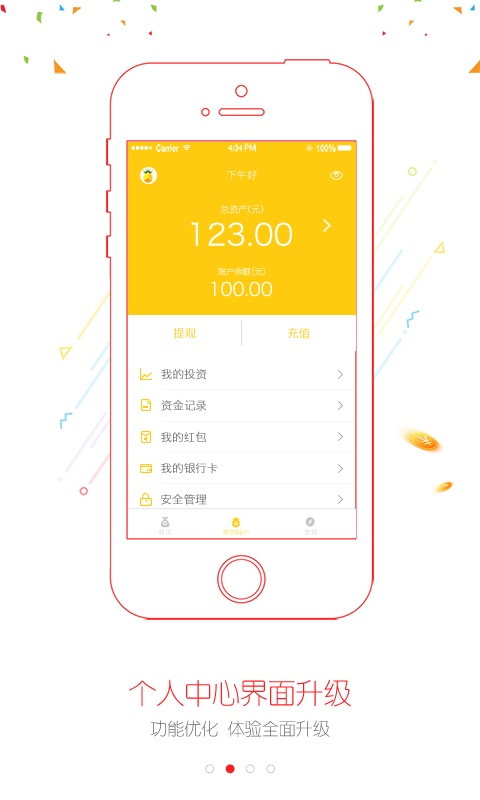 Carrier 4:34 PM 100%
下午好
总资产(元)
123.00
账户余额(元)
100.00
提现 充值
我的投资
资金记录
我的红包
我的银行卡
安全管理
个人中心界面升级
功能优化 体验全面升级